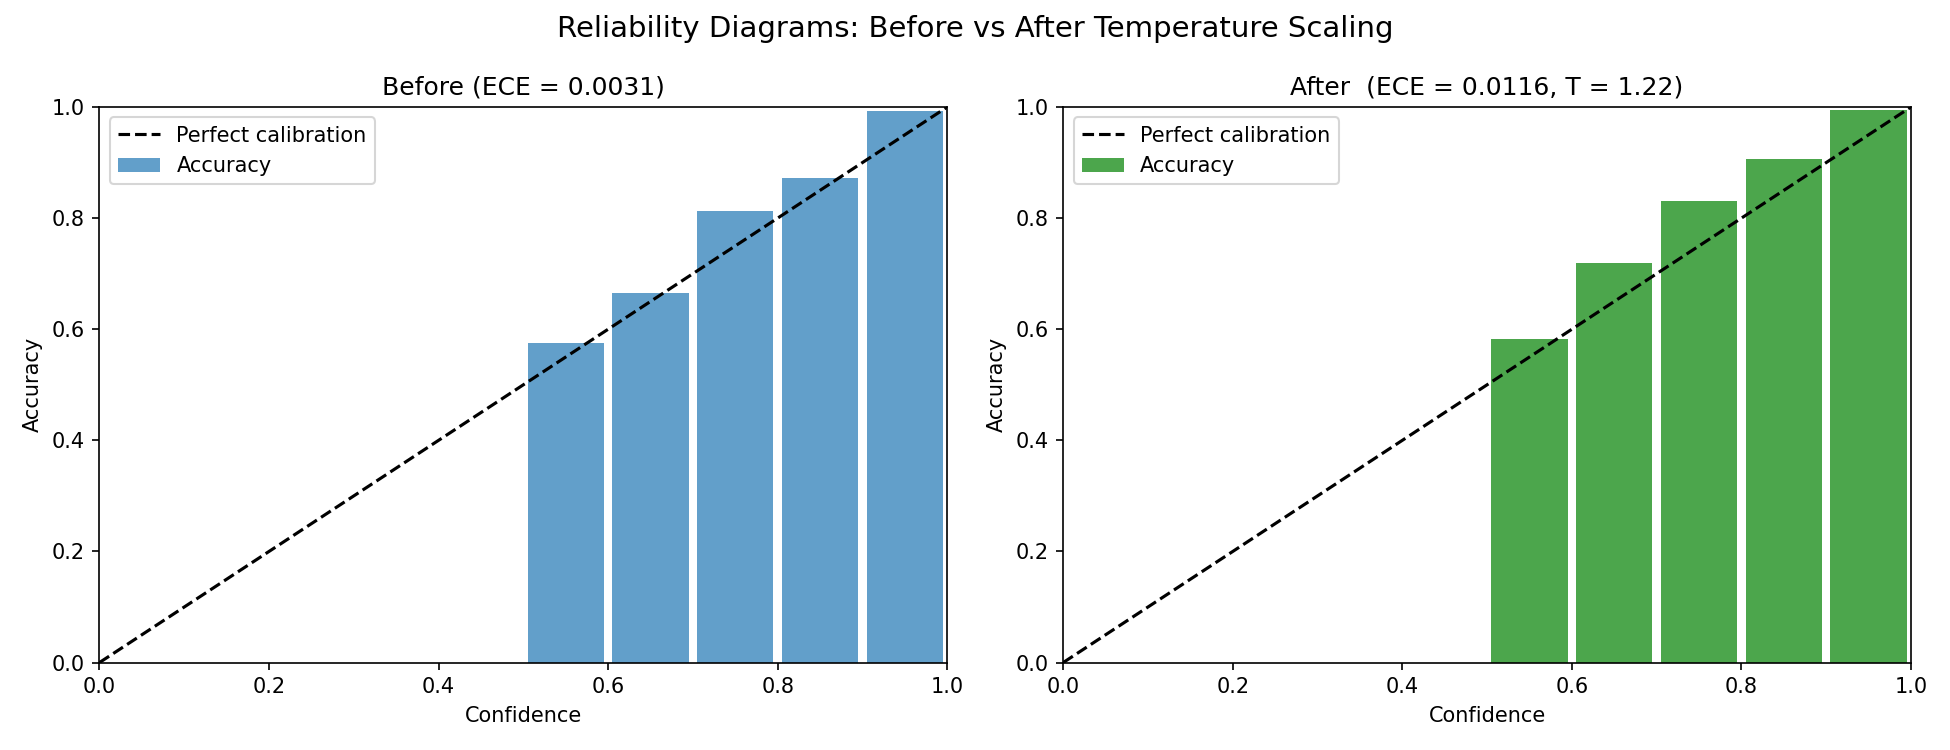 Reliability Diagrams: Before vs After Temperature Scaling
Before (ECE = 0.0031)
1.0
0.8
0.6
0.4
0.2
0.0
Accuracy
Perfect calibration
Accuracy
0.0 0.2 0.4 0.6 0.8 1.0
Confidence
After  (ECE = 0.0116, T = 1.22)
1.0
0.8
0.6
0.4
0.2
0.0
Accuracy
Perfect calibration
Accuracy
0.0 0.2 0.4 0.6 0.8 1.0
Confidence